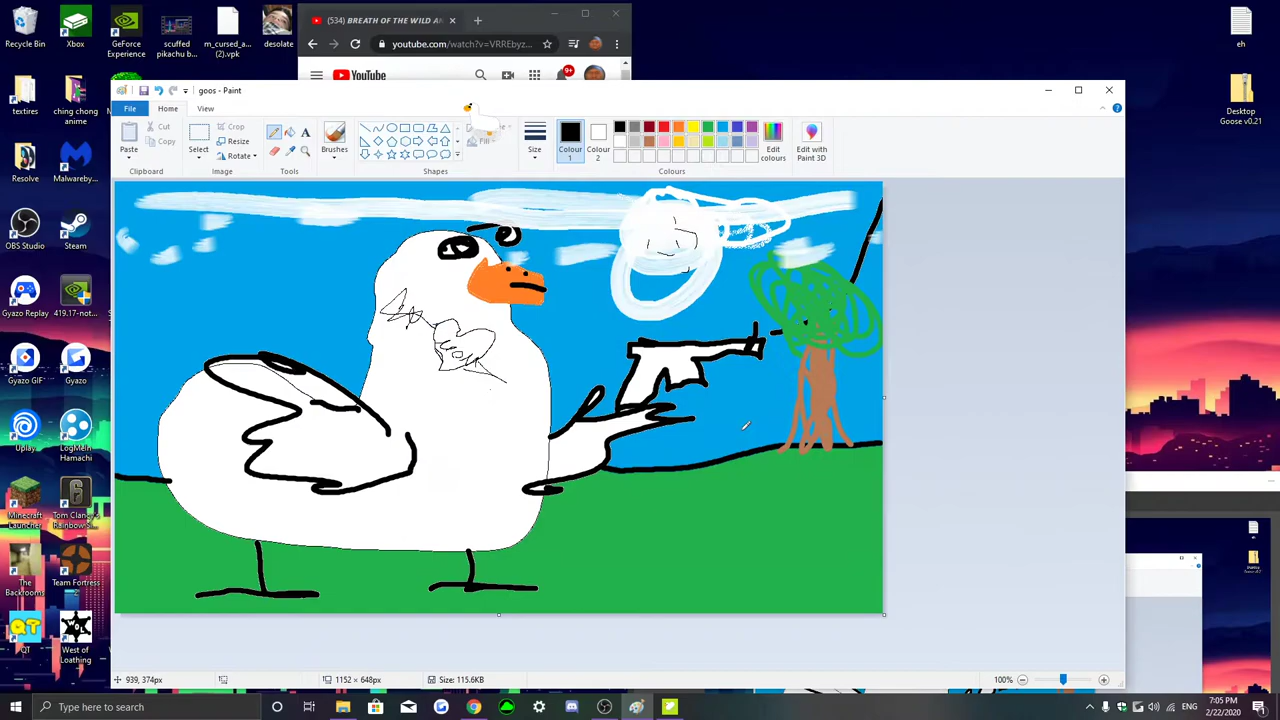 Recycle Bin
Xbox
GeForce Experience
scuffed pikachu b...
m_cursed_a... (2).vpk
desolate
textires
ching chong anime
Resolve
Malwareby...
OBS Studio
Steam
Gyazo Replay
419.17-not...
Gyazo GIF
Gyazo
Uplay
LogMeIn Hamachi
Minecraft Launcher
Tom Clancy's Rainbow S...
The Backrooms
Team Fortress 2
QT
West of Loathing
(534) BREATH OF THE WILD AN
youtube.com/watch?v=VRREbyz...
YouTube
9+
goos - Paint
File
Home
View
Paste
Cut
Copy
Clipboard
Select
Crop
Resize
Rotate
Image
Tools
Brushes
Fill
Shapes
Size
Colour 1
Colour 2
Edit colours
Colours
Edit with Paint 3D
939, 374px
1152 × 648px
Size: 115.6KB
100%
eh
Desktop Goose v0.21
Type here to search
ENG
7:05 PM
2/22/2020